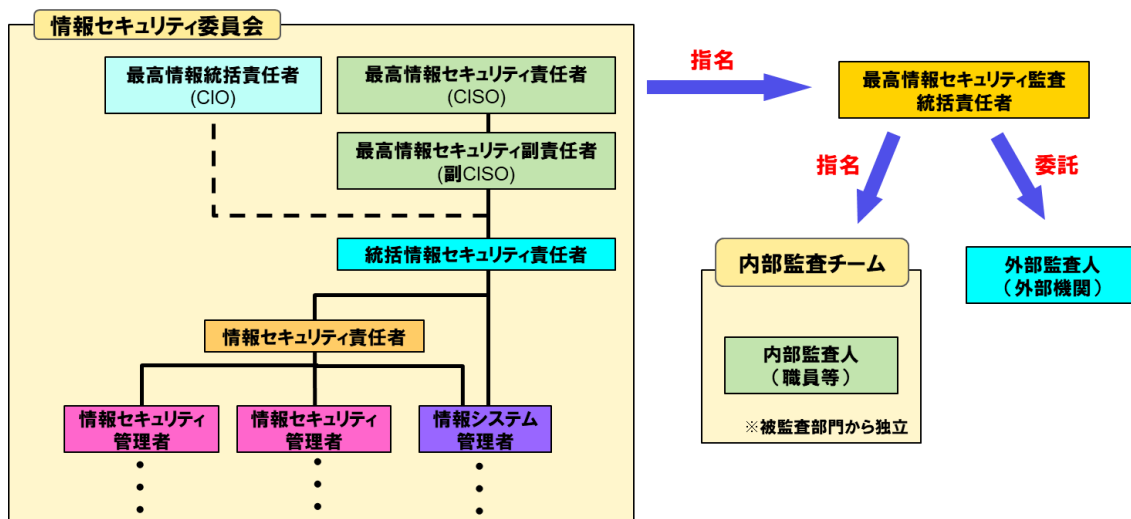 情報セキュリティ委員会
最高情報統括責任者
(CIO)
最高情報セキュリティ責任者
(CISO)
最高情報セキュリティ副責任者
(副CISO)
統括情報セキュリティ責任者
情報セキュリティ責任者
情報セキュリティ
管理者
情報セキュリティ
管理者
情報システム
管理者
指名
最高情報セキュリティ監査
統括責任者
指名
委託
内部監査チーム
内部監査人
（職員等）
※被監査部門から独立
外部監査人
（外部機関）